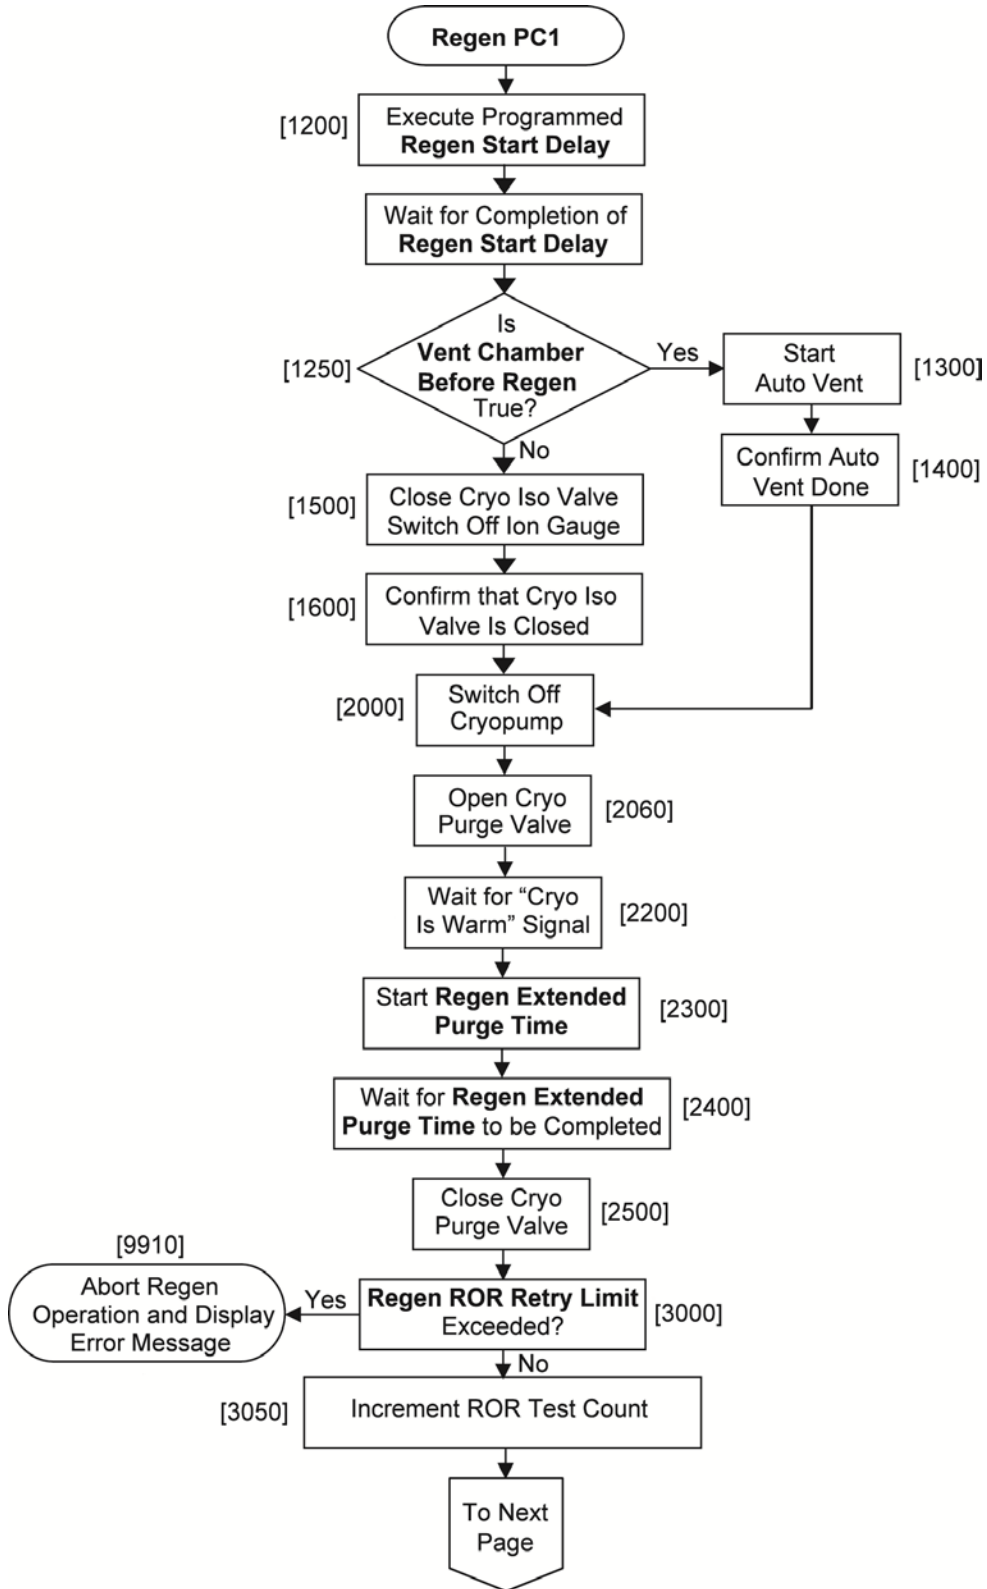 Regen PC1
[1200]
Execute Programmed
Regen Start Delay
Wait for Completion of
Regen Start Delay
[1250]
Is
Vent Chamber
Before Regen
True?
Yes
Start
Auto Vent
[1300]
No
Confirm Auto
Vent Done
[1400]
[1500]
Close Cryo Iso Valve
Switch Off Ion Gauge
[1600]
Confirm that Cryo Iso
Valve Is Closed
[2000]
Switch Off
Cryopump
Open Cryo
Purge Valve
[2060]
Wait for “Cryo
Is Warm” Signal
[2200]
Start Regen Extended
Purge Time
[2300]
Wait for Regen Extended
Purge Time to be Completed
[2400]
Close Cryo
Purge Valve
[2500]
[9910]
Abort Regen
Operation and Display
Error Message
Yes
Regen ROR Retry Limit
Exceeded?
[3000]
No
[3050]
Increment ROR Test Count
To Next
Page